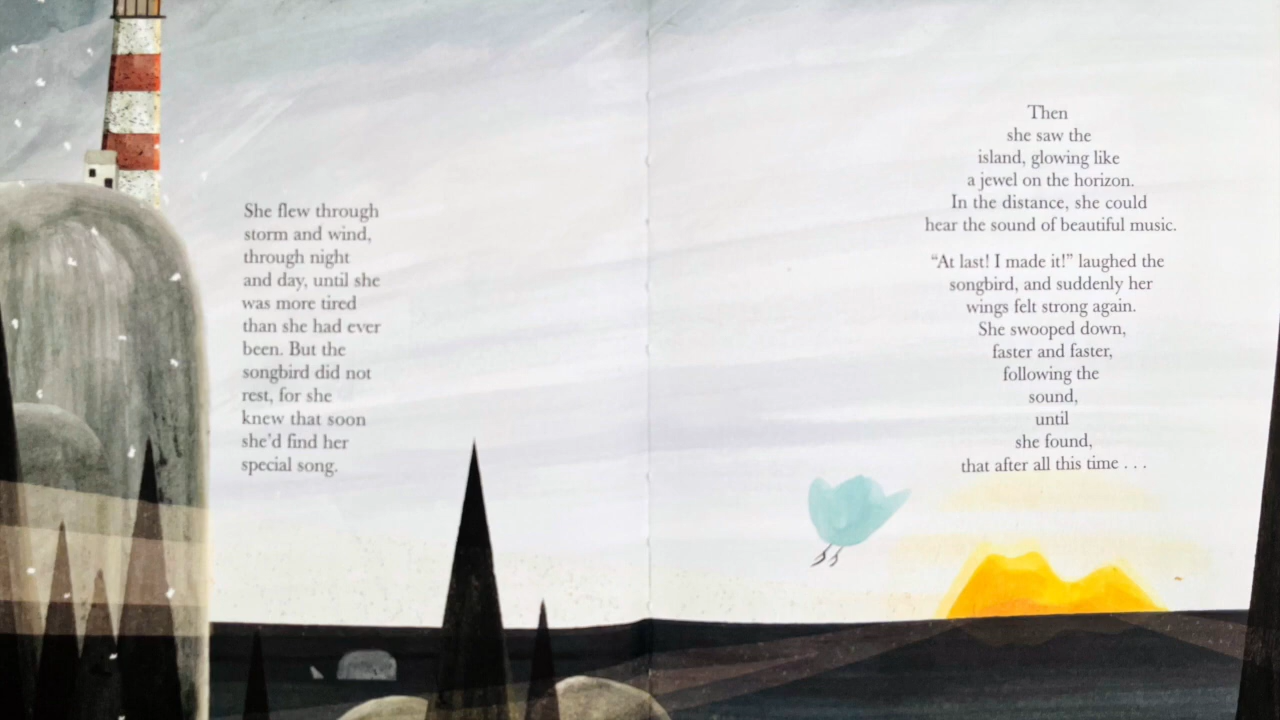 She flew through
storm and wind,
through night
and day, until she
was more tired
than she had ever
been. But the
songbird did not
rest, for she
knew that soon
she’d find her
special song.
Then
she saw the
island, glowing like
a jewel on the horizon.
In the distance, she could
hear the sound of beautiful music.
“At last! I made it!” laughed the
songbird, and suddenly her
wings felt strong again.
She swooped down,
faster and faster,
following the
sound,
until
she found,
that after all this time . . .